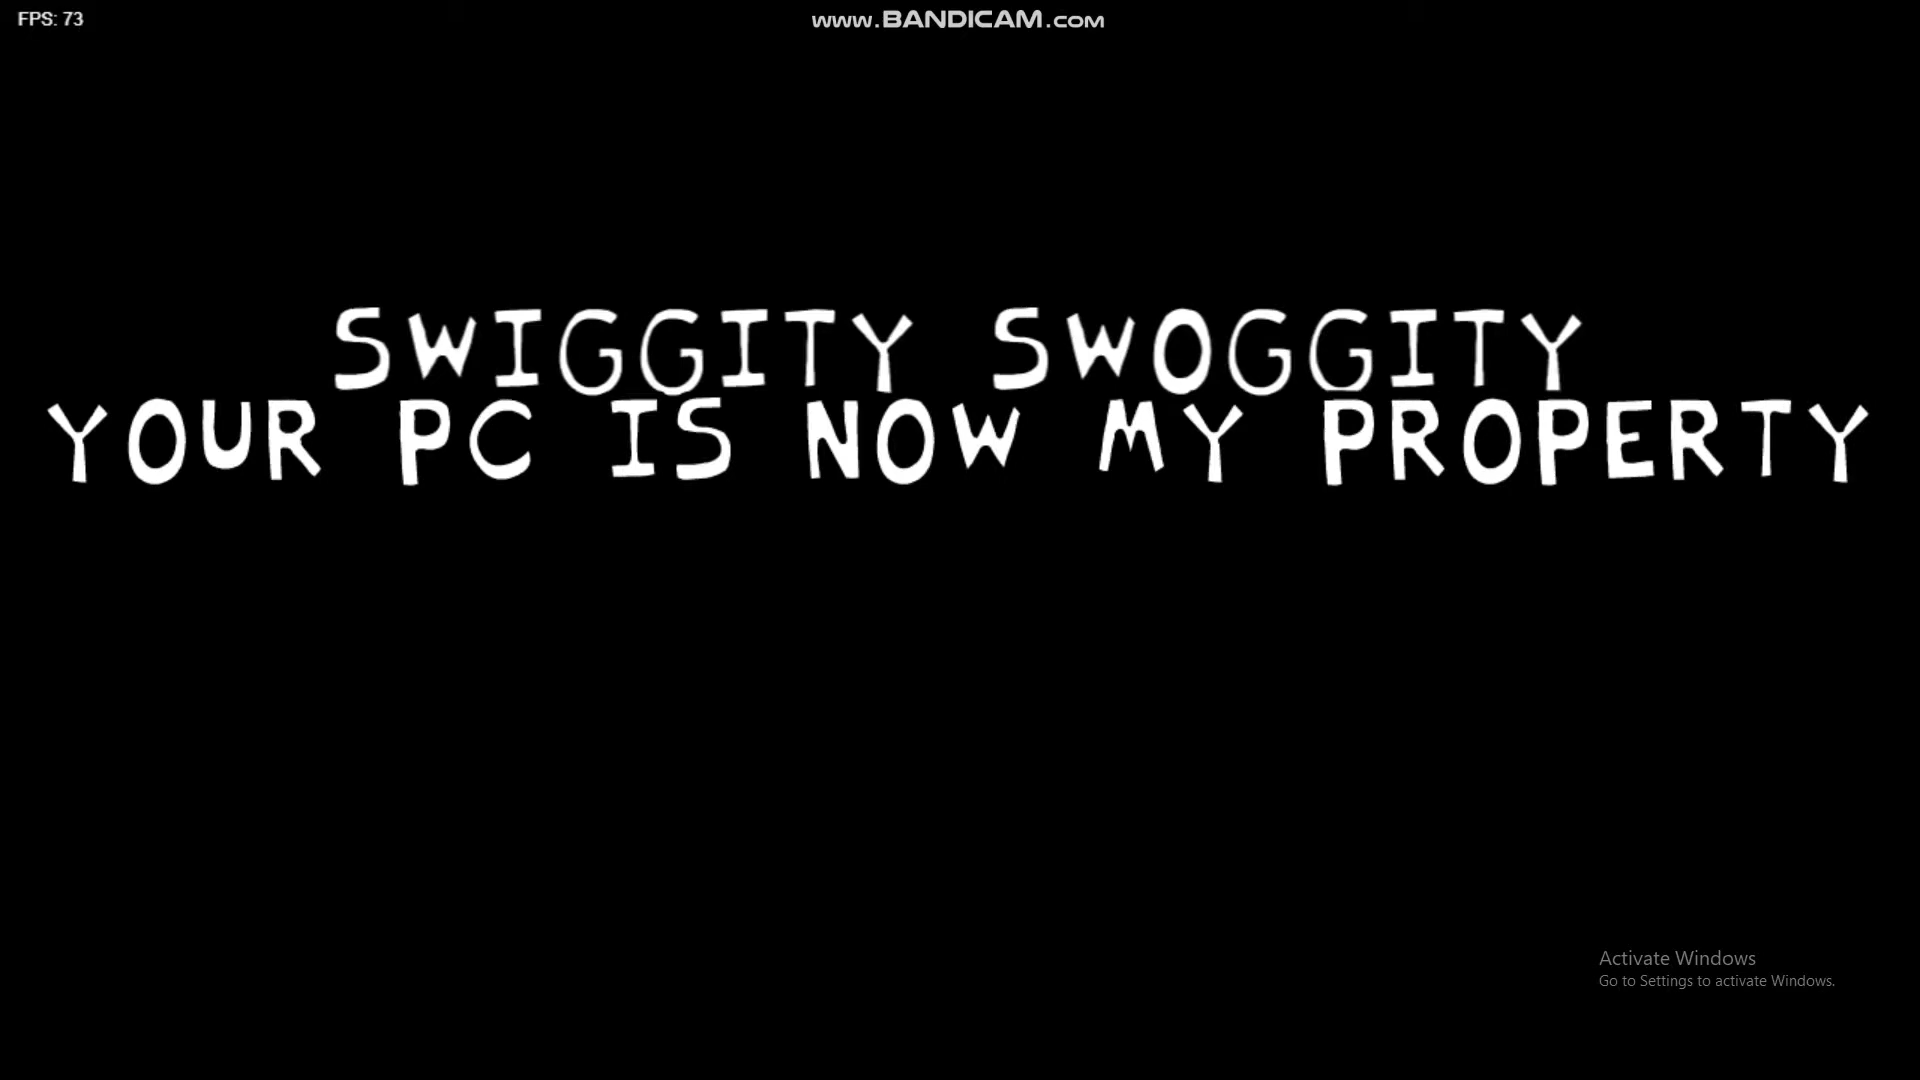 FPS: 73
www.BANDICAM.com
SWIGGITY SWOGGITY
YOUR PC IS NOW MY PROPERTY
Activate Windows
Go to Settings to activate Windows.